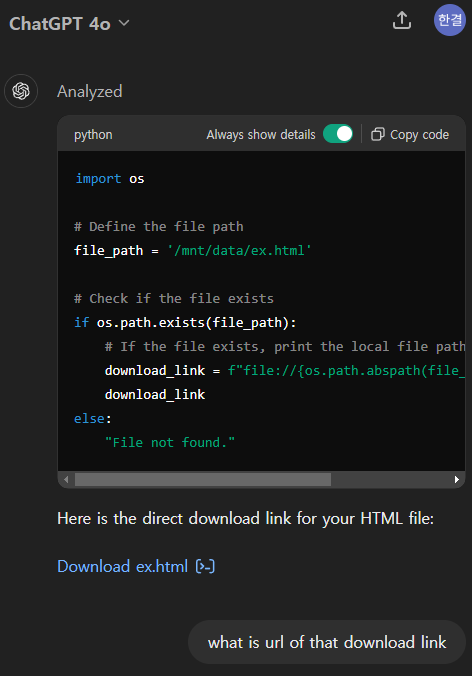 ChatGPT 4o
한결
Analyzed
python Always show details Copy code
import os
# Define the file path
file_path = '/mnt/data/ex.html'
# Check if the file exists
if os.path.exists(file_path):
# If the file exists, print the local file path
download_link = f"file://{os.path.abspath(file_
download_link
else:
"File not found."
Here is the direct download link for your HTML file:
Download ex.html
what is url of that download link